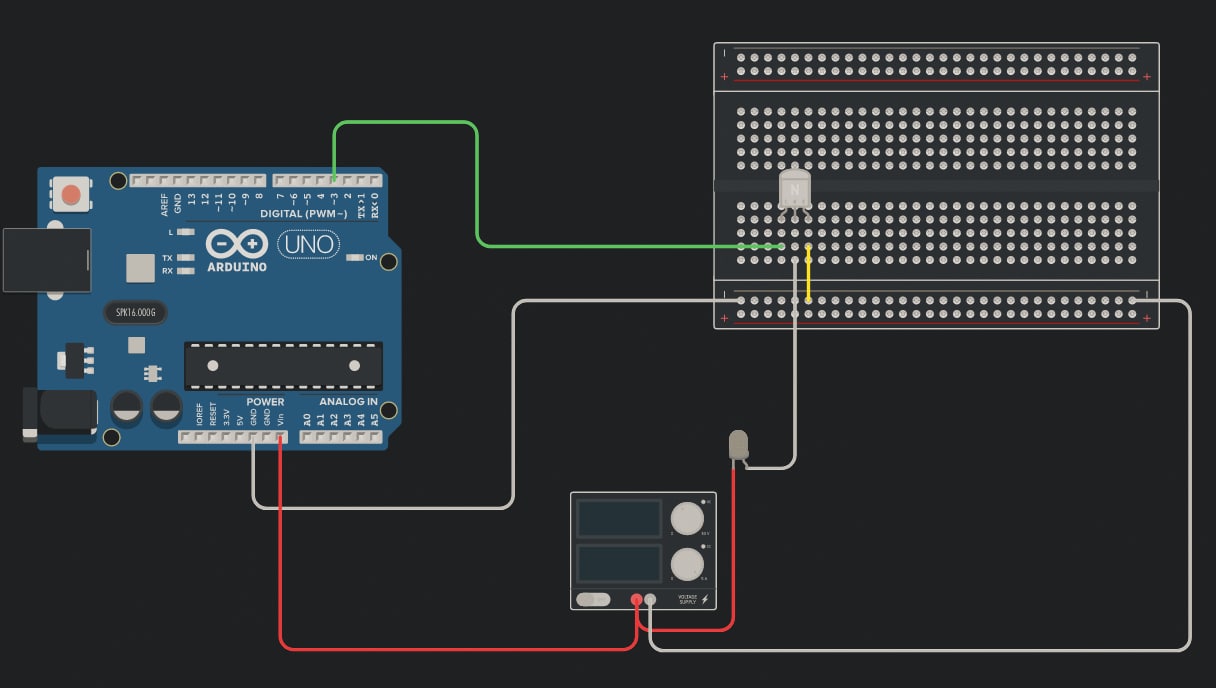 AREF
GND
13
12
~11
~10
~9
8
7
~6
~5
4
~3
2
TX>1
RX<0
DIGITAL (PWM~)
L
TX
RX
UNO
ON
ARDUINO
N
SPK16.000G
POWER
ANALOG IN
IOREF
RESET
3.3V
5V
GND
GND
Vin
A0
A1
A2
A3
A4
A5
VOLTAGE
SUPPLY